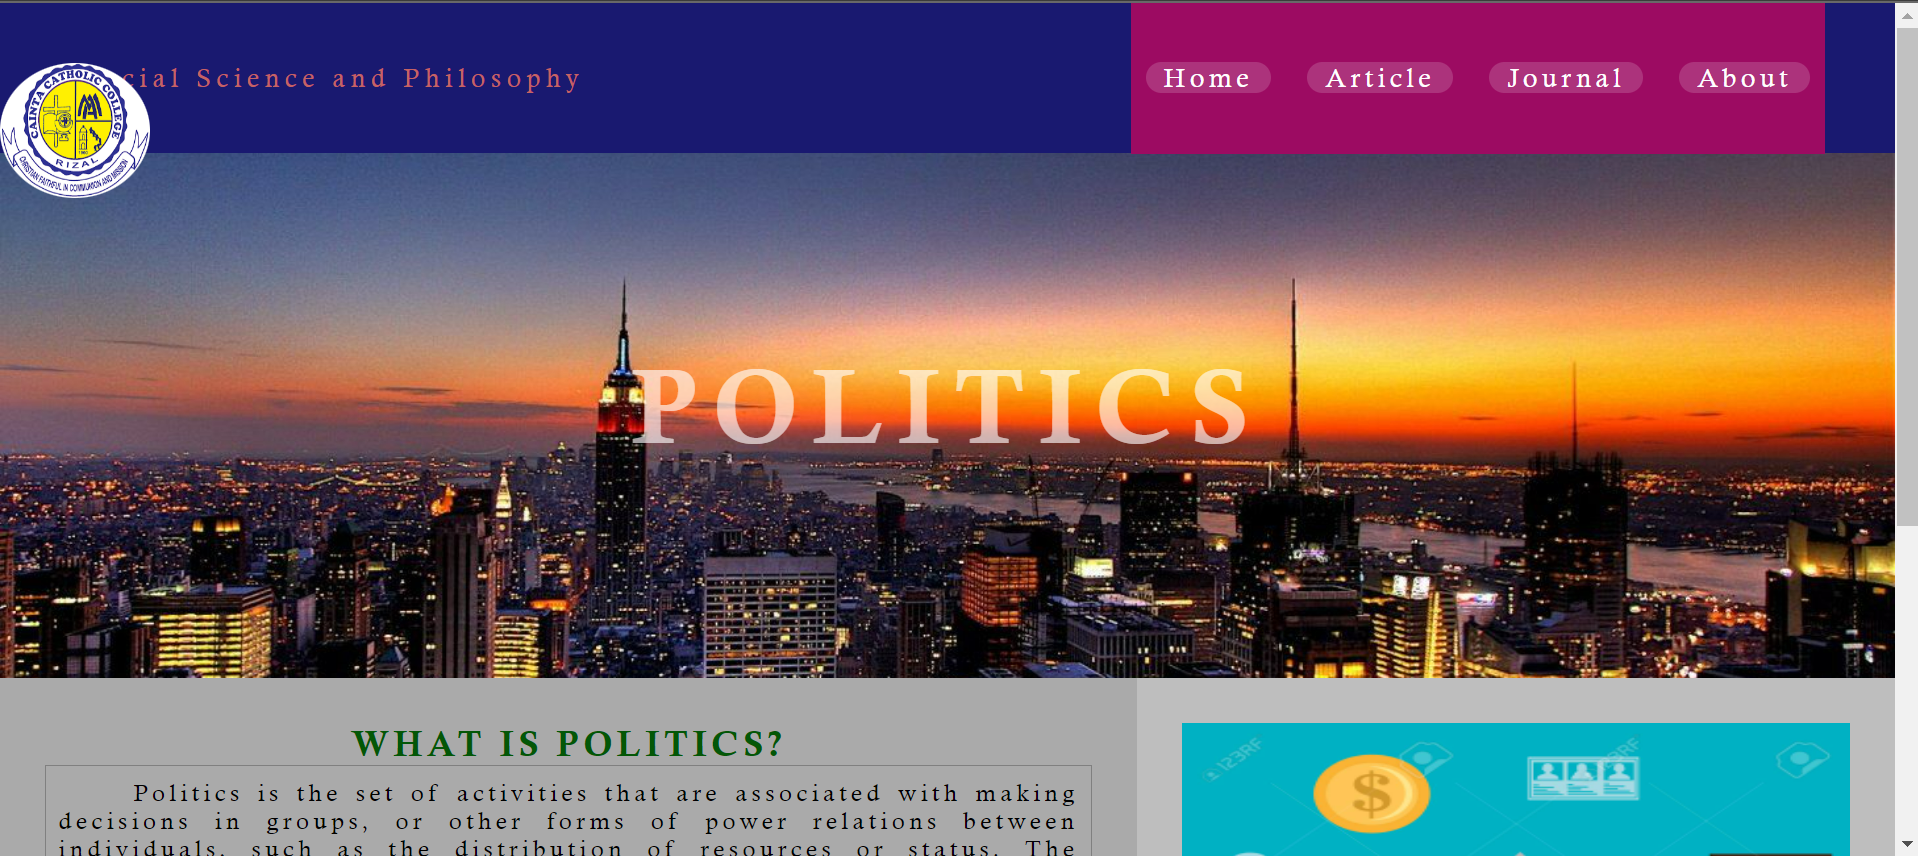 cial Science and Philosophy
Home
Article
Journal
About
CAINTA CATHOLIC COLLEGE
RIZAL
CHRISTIAN FAITHFUL IN COMMUNION AND MISSION
POLITICS
WHAT IS POLITICS?
Politics is the set of activities that are associated with making
decisions in groups, or other forms of power relations between
individuals, such as the distribution of resources or status. The
123RF
123RF
$